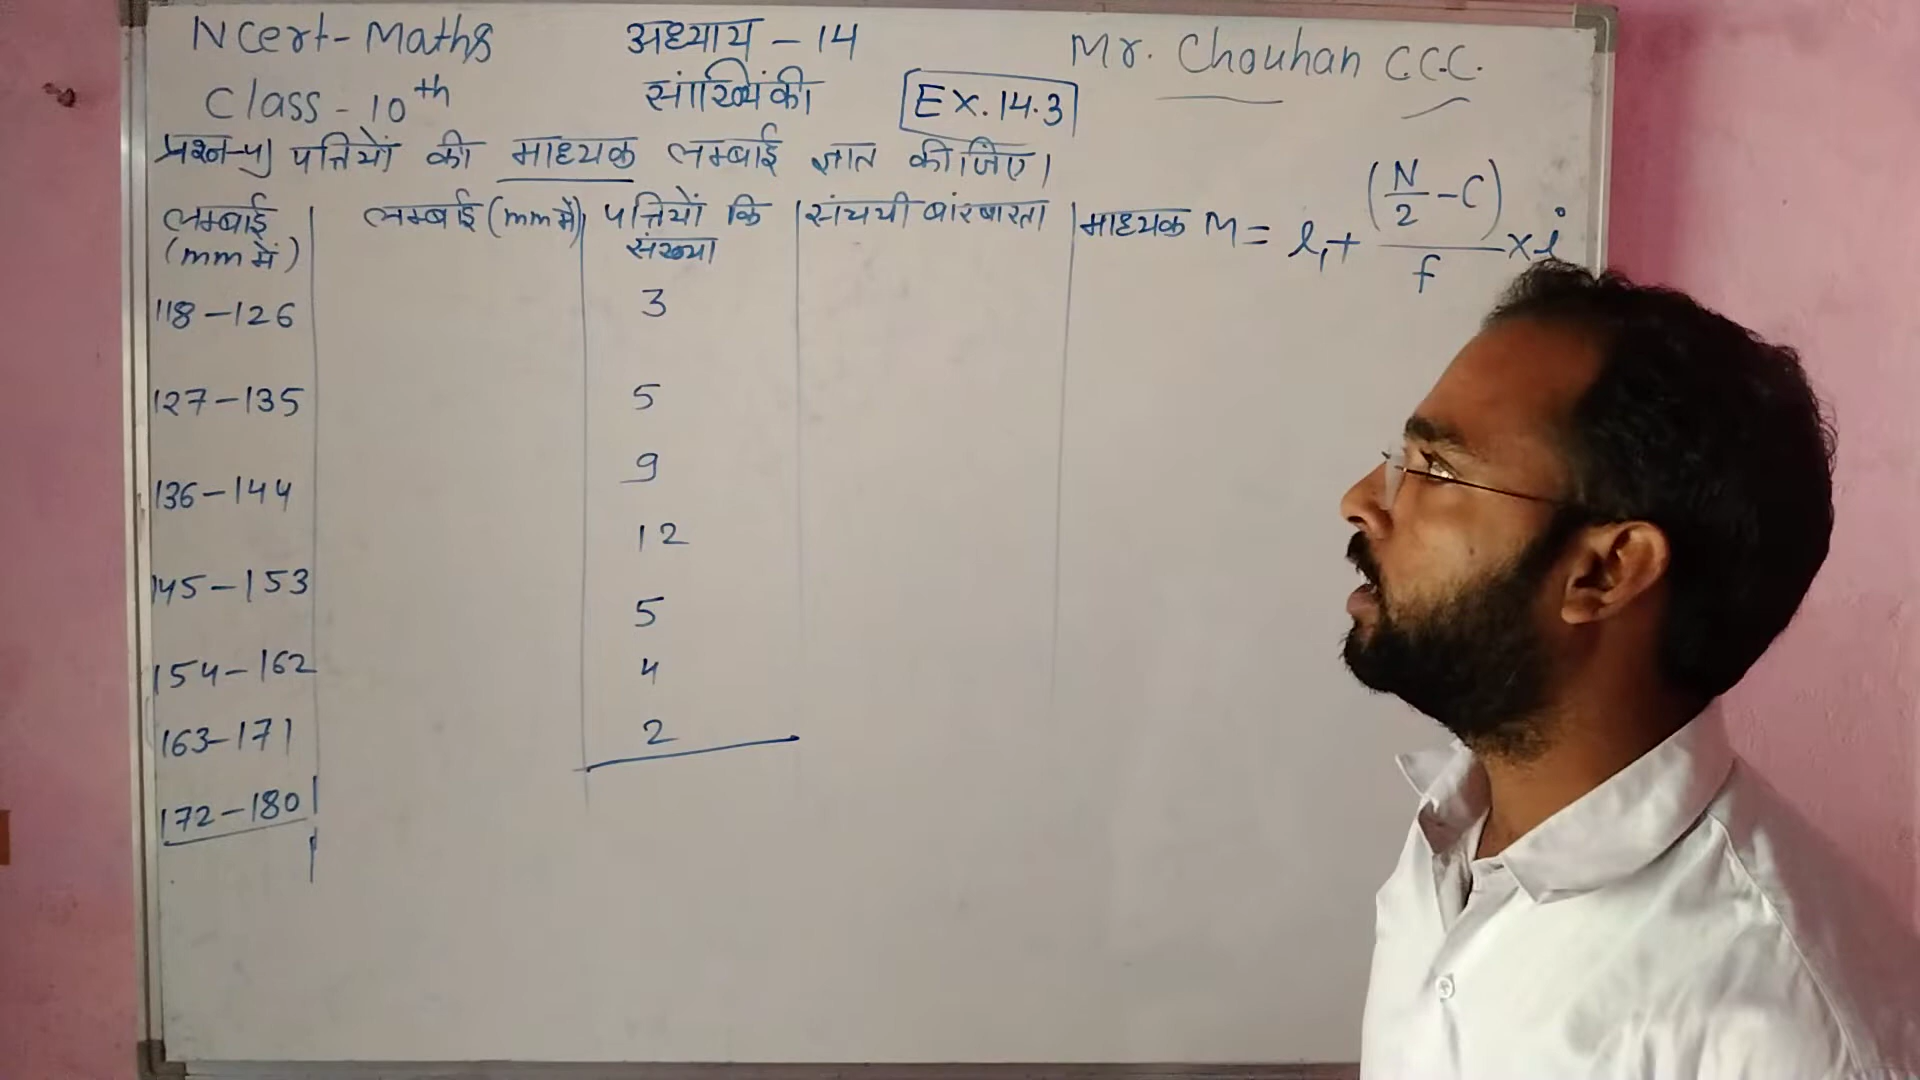 Ncert-Maths अध्याय - 14 Mr. Chouhan C.C.C.
Class - 10th सांख्यिंकी EX.14.3
प्रश्न-4) पत्तियों की माध्यक लम्बाई ज्ञात कीजिए।
लम्बाई (mm में) लम्बाई (mm में) पत्तियों कि संख्या संचयी बारंबारता माध्यक M = l₁ + (N/2 - C)/f × i
118-126 3
127-135 5
136-144 9
145-153 12
154-162 5
163-171 4
172-180 2